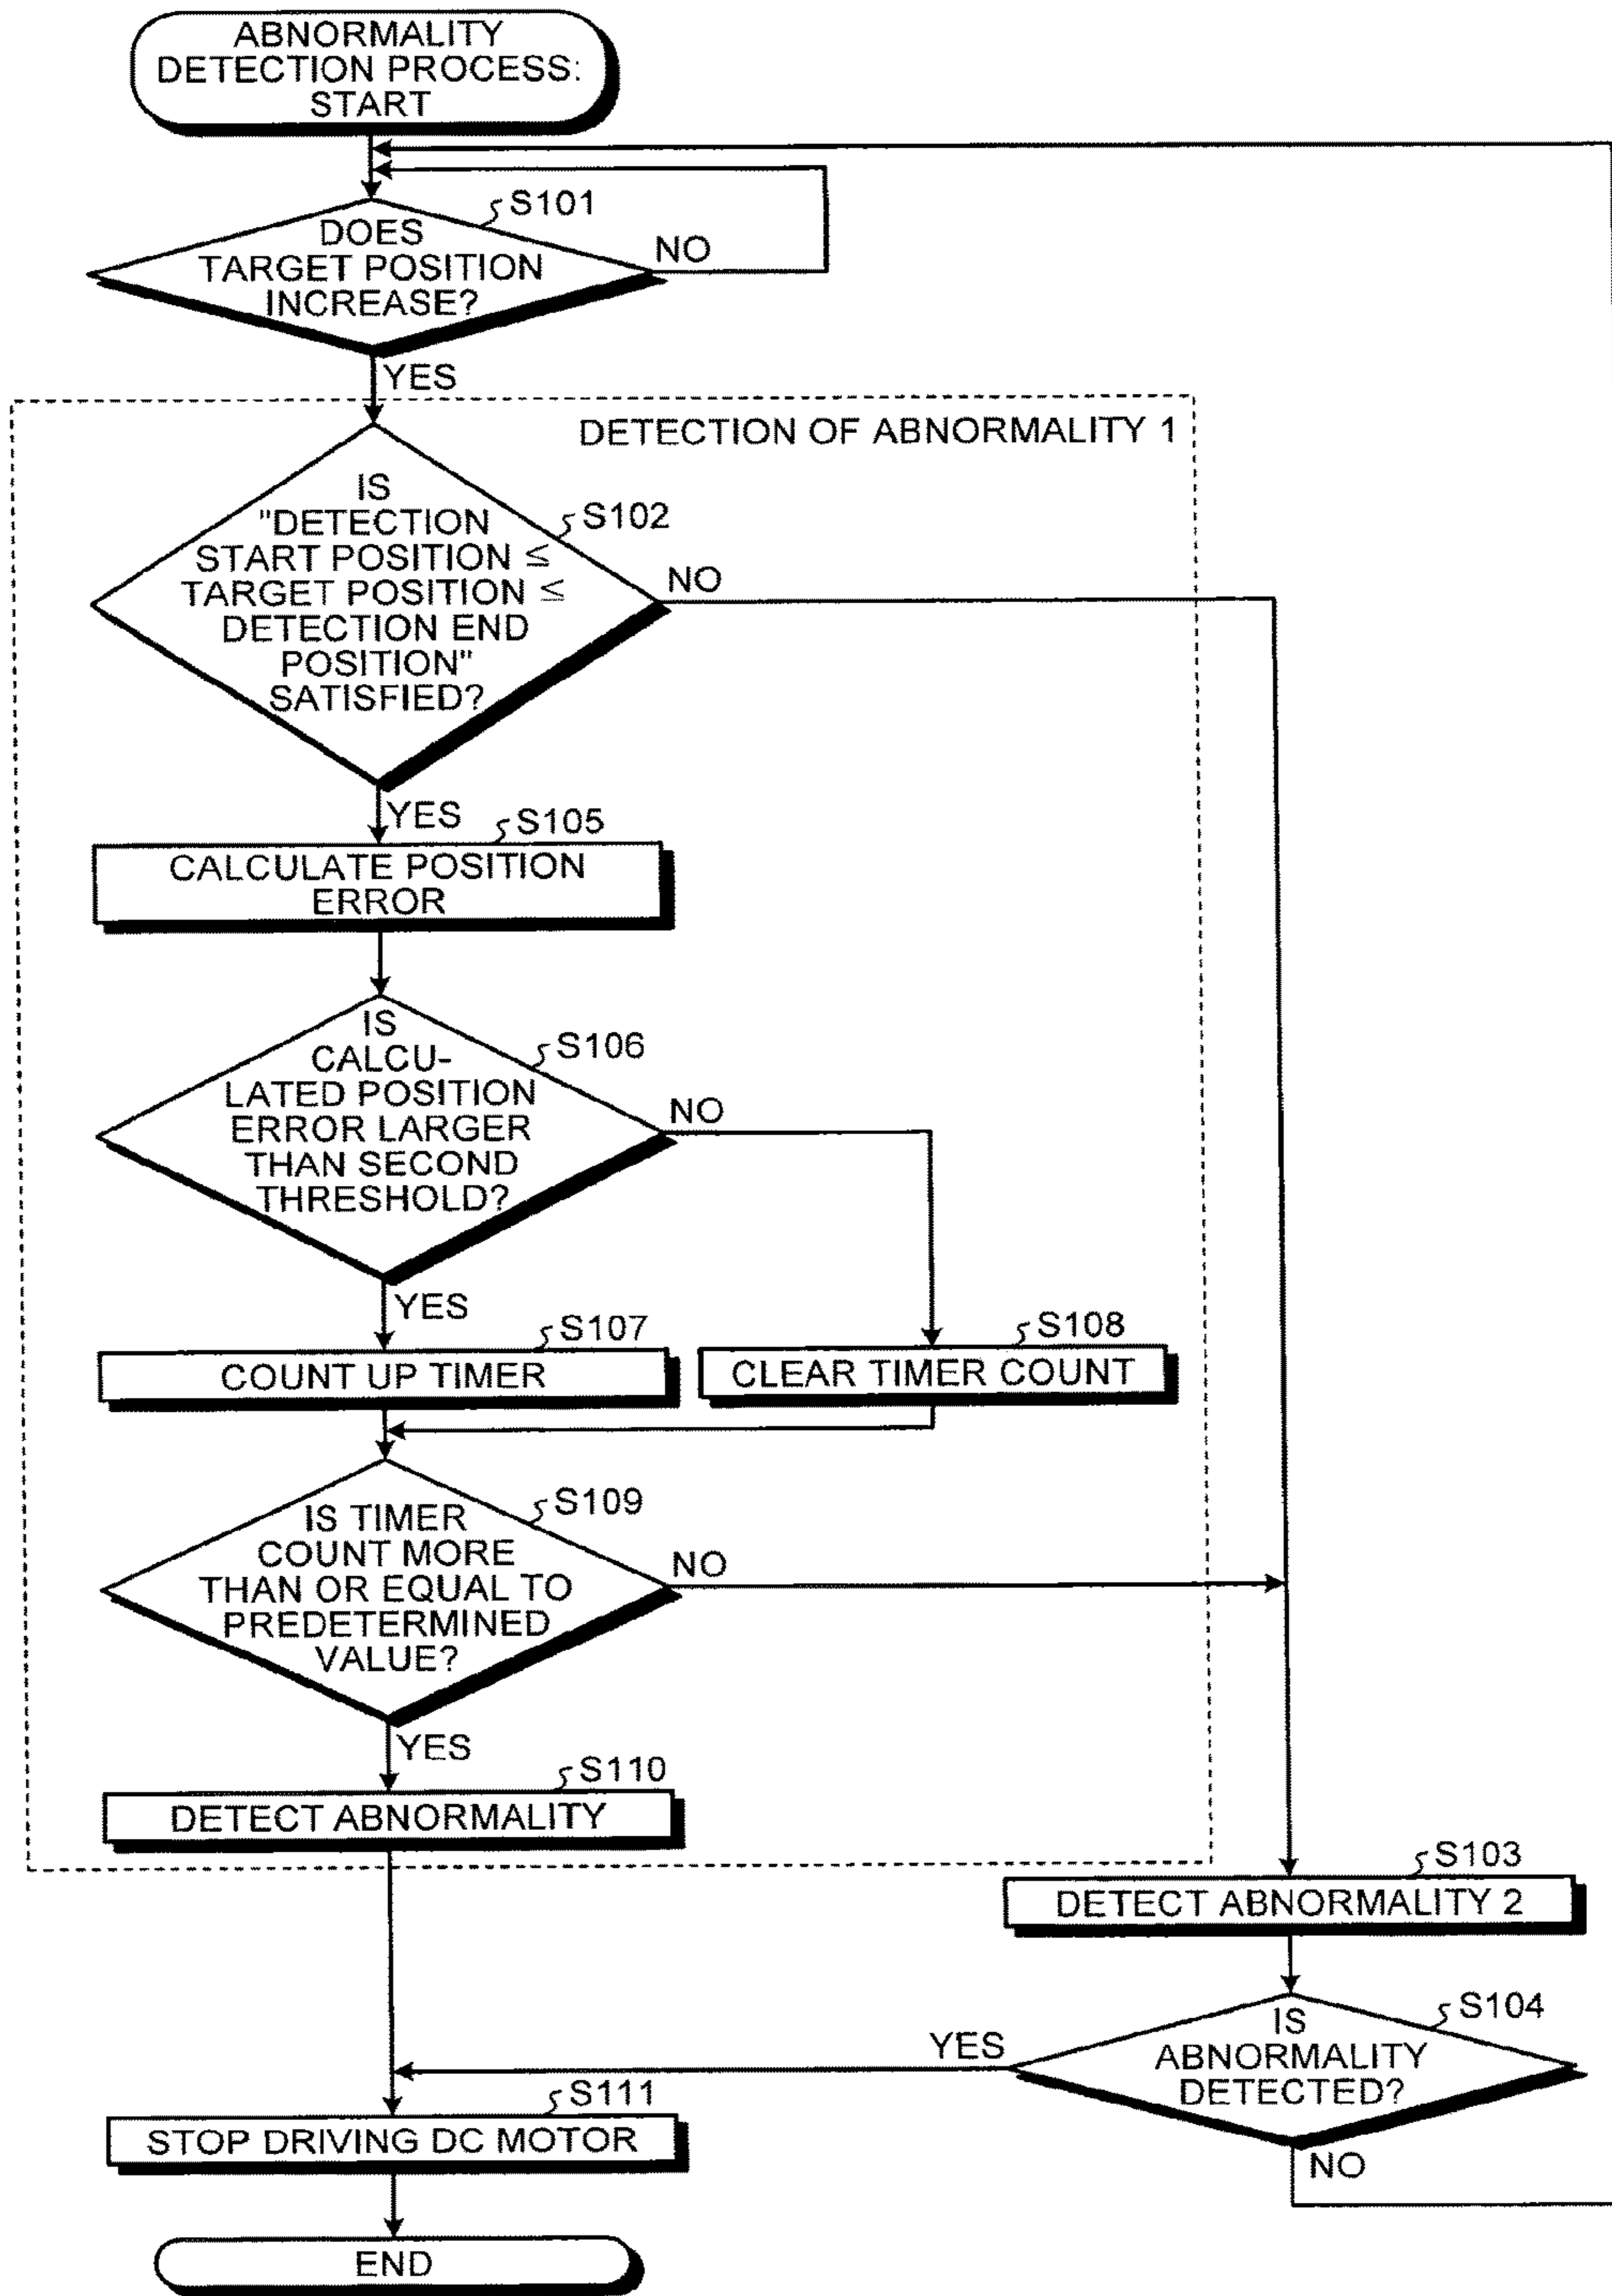 ABNORMALITY
DETECTION PROCESS:
START
S101
DOES
TARGET POSITION
INCREASE?
NO
YES
DETECTION OF ABNORMALITY 1
S102
IS
"DETECTION
START POSITION ≤
TARGET POSITION ≤
DETECTION END
POSITION"
SATISFIED?
NO
YES
S105
CALCULATE POSITION
ERROR
S106
IS
CALCU-
LATED POSITION
ERROR LARGER
THAN SECOND
THRESHOLD?
NO
YES
S107
COUNT UP TIMER
S108
CLEAR TIMER COUNT
S109
IS TIMER
COUNT MORE
THAN OR EQUAL TO
PREDETERMINED
VALUE?
NO
YES
S110
DETECT ABNORMALITY
S103
DETECT ABNORMALITY 2
S104
IS
ABNORMALITY
DETECTED?
YES
NO
S111
STOP DRIVING DC MOTOR
END